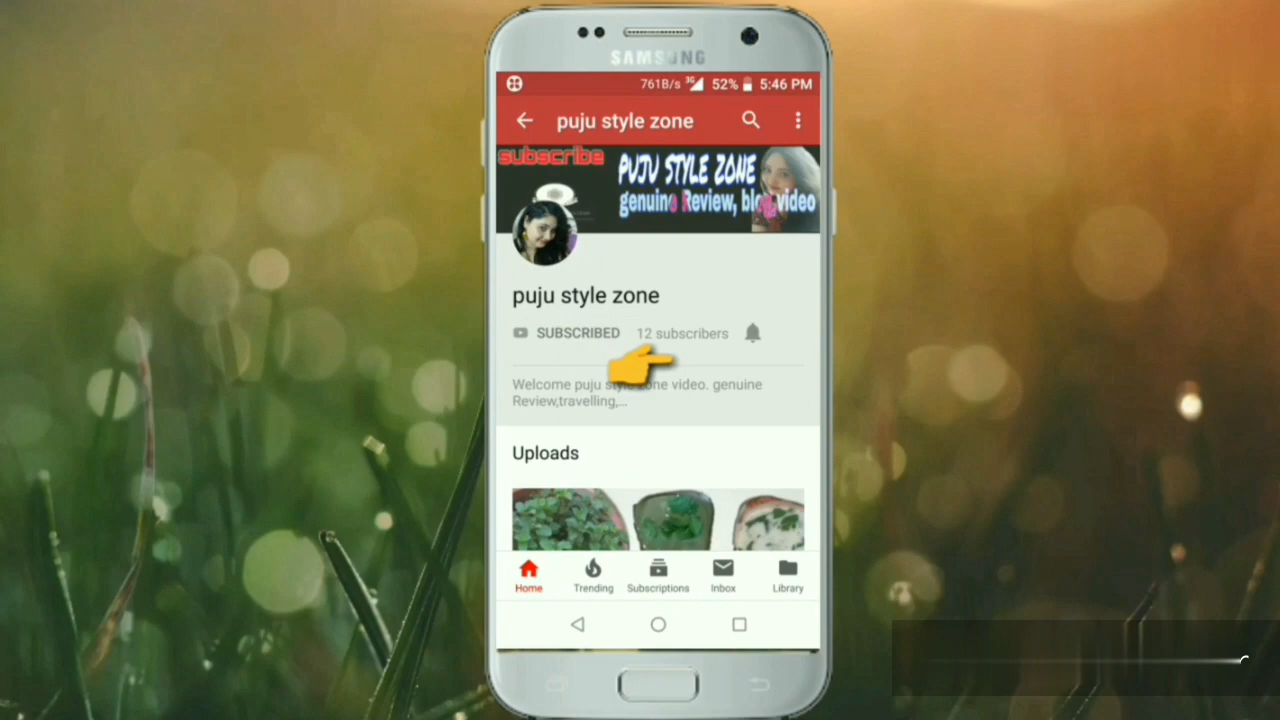 SAMSUNG
761B/s 3G 52% 5:46 PM
puju style zone
subscribe
PUJU STYLE ZONE
genuine Review, blog video
puju style zone
SUBSCRIBED 12 subscribers
Welcome puju style zone video. genuine
Review,travelling,...
Uploads
Home Trending Subscriptions Inbox Library